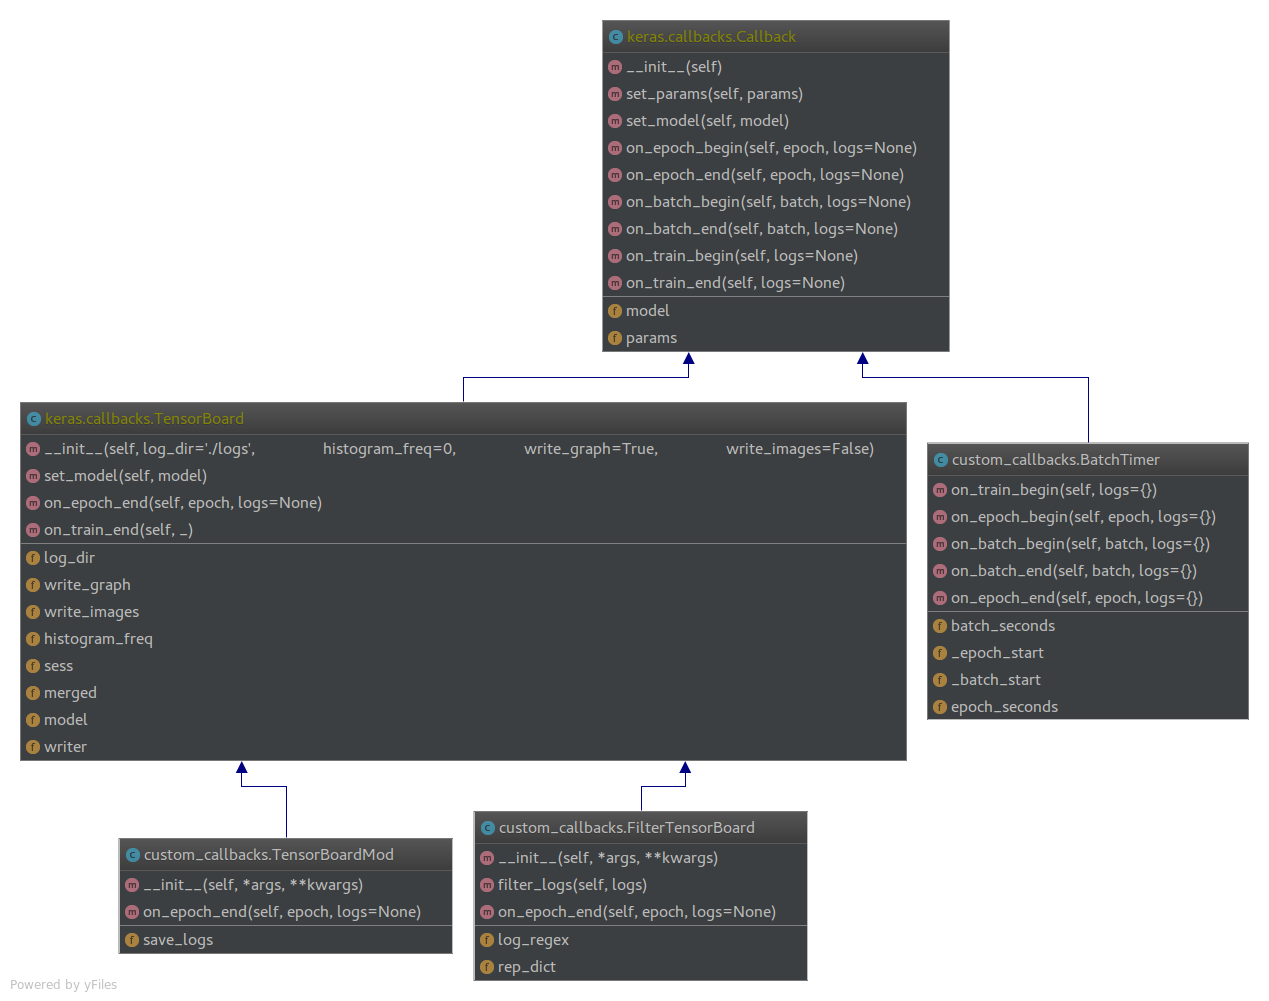 keras.callbacks.Callback
__init__(self)
set_params(self, params)
set_model(self, model)
on_epoch_begin(self, epoch, logs=None)
on_epoch_end(self, epoch, logs=None)
on_batch_begin(self, batch, logs=None)
on_batch_end(self, batch, logs=None)
on_train_begin(self, logs=None)
on_train_end(self, logs=None)
model
params
keras.callbacks.TensorBoard
__init__(self, log_dir='./logs', histogram_freq=0, write_graph=True, write_images=False)
set_model(self, model)
on_epoch_end(self, epoch, logs=None)
on_train_end(self, _)
log_dir
write_graph
write_images
histogram_freq
sess
merged
model
writer
custom_callbacks.BatchTimer
on_train_begin(self, logs={})
on_epoch_begin(self, epoch, logs={})
on_batch_begin(self, batch, logs={})
on_batch_end(self, batch, logs={})
on_epoch_end(self, epoch, logs={})
batch_seconds
_epoch_start
_batch_start
epoch_seconds
custom_callbacks.TensorBoardMod
__init__(self, *args, **kwargs)
on_epoch_end(self, epoch, logs=None)
save_logs
custom_callbacks.FilterTensorBoard
__init__(self, *args, **kwargs)
filter_logs(self, logs)
on_epoch_end(self, epoch, logs=None)
log_regex
rep_dict
Powered by yFiles